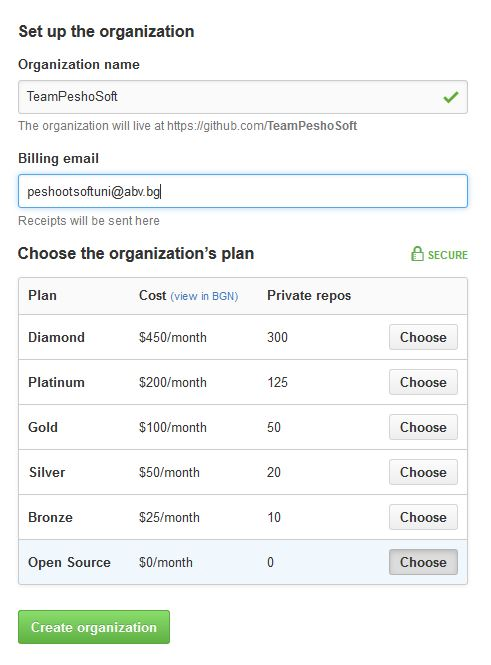 Set up the organization
Organization name
TeamPeshoSoft
The organization will live at https://github.com/TeamPeshoSoft
Billing email
peshootsoftuni@abv.bg
Receipts will be sent here
Choose the organization's plan SECURE
Plan Cost (view in BGN) Private repos
Diamond $450/month 300 Choose
Platinum $200/month 125 Choose
Gold $100/month 50 Choose
Silver $50/month 20 Choose
Bronze $25/month 10 Choose
Open Source $0/month 0 Choose
Create organization